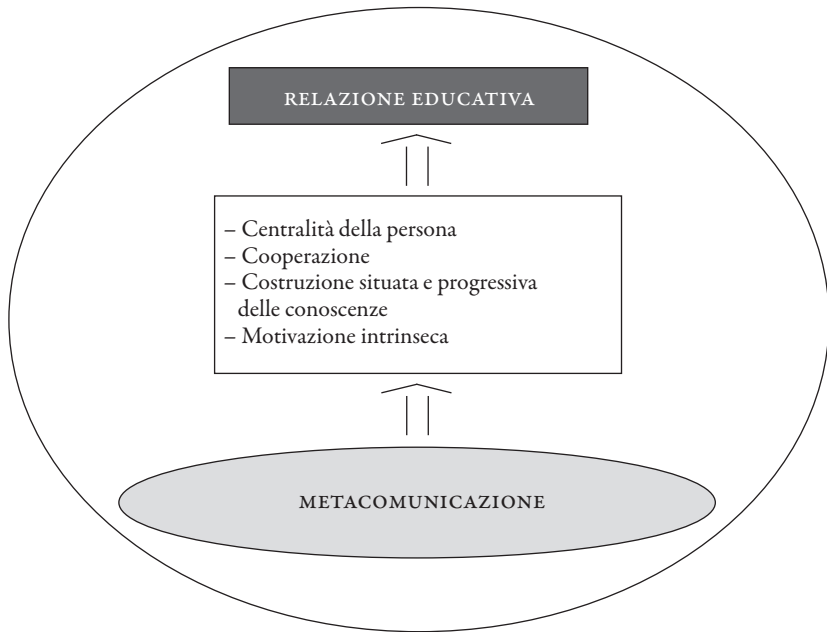 RELAZIONE EDUCATIVA
– Centralità della persona
– Cooperazione
– Costruzione situata e progressiva
delle conoscenze
– Motivazione intrinseca
METACOMUNICAZIONE